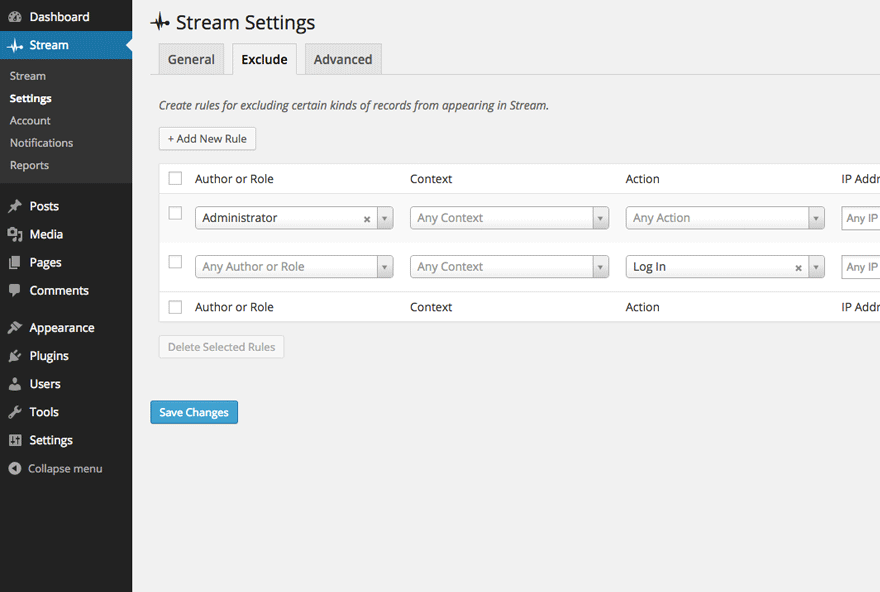 Dashboard
Stream
Stream
Settings
Account
Notifications
Reports
Posts
Media
Pages
Comments
Appearance
Plugins
Users
Tools
Settings
Collapse menu
Stream Settings
General Exclude Advanced
Create rules for excluding certain kinds of records from appearing in Stream.
+ Add New Rule
Author or Role Context Action IP Addr
Administrator × Any Context Any Action Any IP
Any Author or Role Any Context Log In × Any IP
Author or Role Context Action IP Addr
Delete Selected Rules
Save Changes